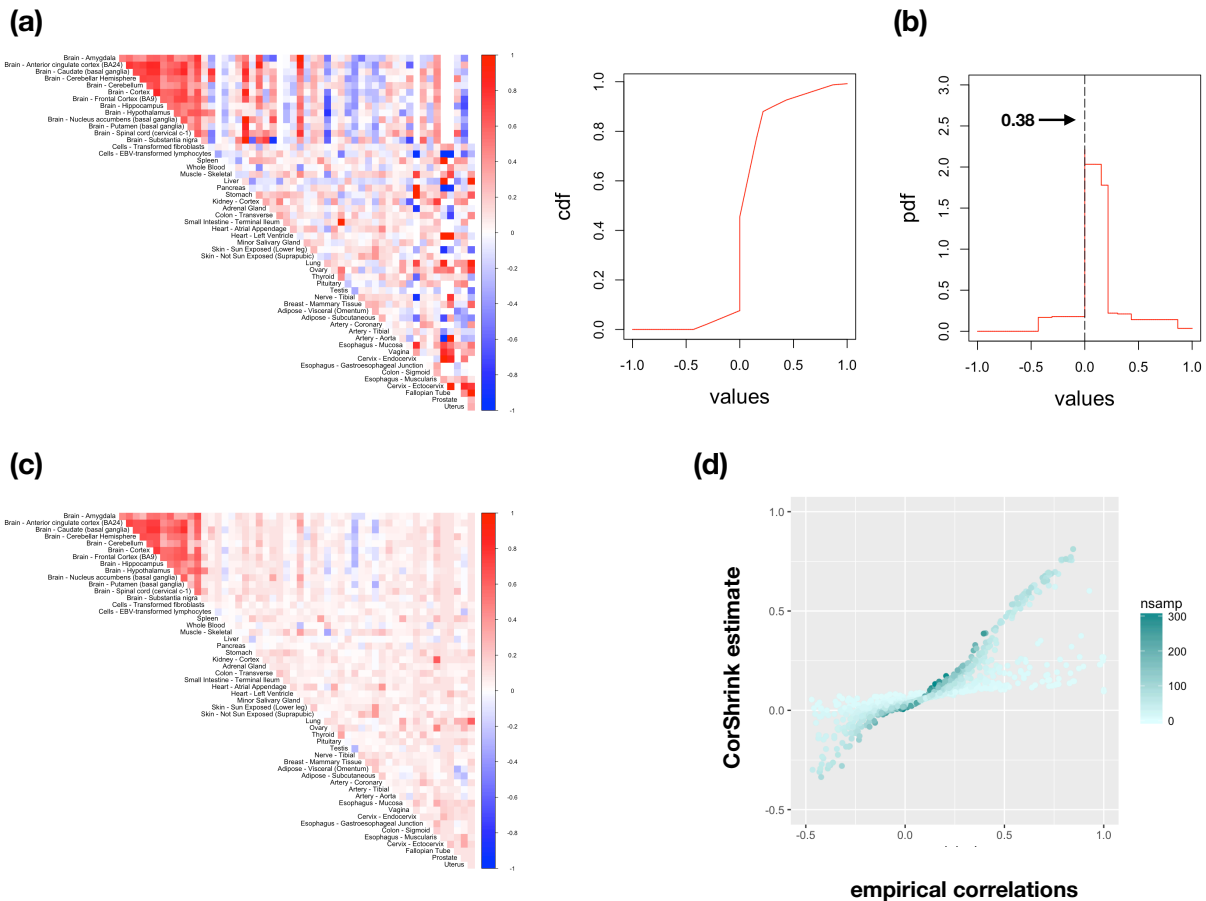 (a)
Brain - Amygdala
Brain - Anterior cingulate cortex (BA24)
Brain - Caudate (basal ganglia)
Brain - Cerebellar Hemisphere
Brain - Cerebellum
Brain - Cortex
Brain - Frontal Cortex (BA9)
Brain - Hippocampus
Brain - Hypothalamus
Brain - Nucleus accumbens (basal ganglia)
Brain - Putamen (basal ganglia)
Brain - Spinal cord (cervical c-1)
Brain - Substantia nigra
Cells - Transformed fibroblasts
Cells - EBV-transformed lymphocytes
Spleen
Whole Blood
Muscle - Skeletal
Liver
Pancreas
Stomach
Kidney - Cortex
Adrenal Gland
Colon - Transverse
Small Intestine - Terminal Ileum
Heart - Atrial Appendage
Heart - Left Ventricle
Minor Salivary Gland
Skin - Sun Exposed (Lower leg)
Skin - Not Sun Exposed (Suprapubic)
Lung
Ovary
Thyroid
Pituitary
Testis
Nerve - Tibial
Breast - Mammary Tissue
Adipose - Visceral (Omentum)
Adipose - Subcutaneous
Artery - Coronary
Artery - Tibial
Artery - Aorta
Esophagus - Mucosa
Vagina
Cervix - Endocervix
Esophagus - Gastroesophageal Junction
Colon - Sigmoid
Esophagus - Muscularis
Cervix - Ectocervix
Fallopian Tube
Prostate
Uterus
1
0.8
0.6
0.4
0.2
0
-0.2
-0.4
-0.6
-0.8
-1
cdf
1.0
0.8
0.6
0.4
0.2
0.0
-1.0 -0.5 0.0 0.5 1.0
values
(b)
pdf
3.0
2.5
2.0
1.5
1.0
0.5
0.0
0.38
-1.0 -0.5 0.0 0.5 1.0
values
(c)
Brain - Amygdala
Brain - Anterior cingulate cortex (BA24)
Brain - Caudate (basal ganglia)
Brain - Cerebellar Hemisphere
Brain - Cerebellum
Brain - Cortex
Brain - Frontal Cortex (BA9)
Brain - Hippocampus
Brain - Hypothalamus
Brain - Nucleus accumbens (basal ganglia)
Brain - Putamen (basal ganglia)
Brain - Spinal cord (cervical c-1)
Brain - Substantia nigra
Cells - Transformed fibroblasts
Cells - EBV-transformed lymphocytes
Spleen
Whole Blood
Muscle - Skeletal
Liver
Pancreas
Stomach
Kidney - Cortex
Adrenal Gland
Colon - Transverse
Small Intestine - Terminal Ileum
Heart - Atrial Appendage
Heart - Left Ventricle
Minor Salivary Gland
Skin - Sun Exposed (Lower leg)
Skin - Not Sun Exposed (Suprapubic)
Lung
Ovary
Thyroid
Pituitary
Testis
Nerve - Tibial
Breast - Mammary Tissue
Adipose - Visceral (Omentum)
Adipose - Subcutaneous
Artery - Coronary
Artery - Tibial
Artery - Aorta
Esophagus - Mucosa
Vagina
Cervix - Endocervix
Esophagus - Gastroesophageal Junction
Colon - Sigmoid
Esophagus - Muscularis
Cervix - Ectocervix
Fallopian Tube
Prostate
Uterus
1
0.8
0.6
0.4
0.2
0
-0.2
-0.4
-0.6
-0.8
-1
(d)
CorShrink estimate
1.0
0.5
0.0
-0.5
-0.5 0.0 0.5 1.0
empirical correlations
nsamp
300
200
100
0